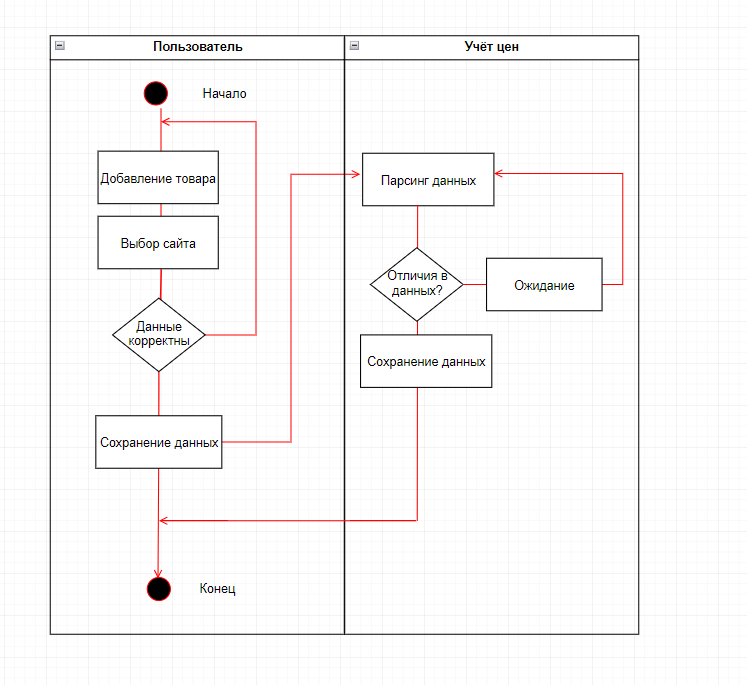 Пользователь
Учёт цен
Начало
Добавление товара
Выбор сайта
Данные
корректны
Сохранение данных
Конец
Парсинг данных
Отличия в
данных?
Ожидание
Сохранение данных